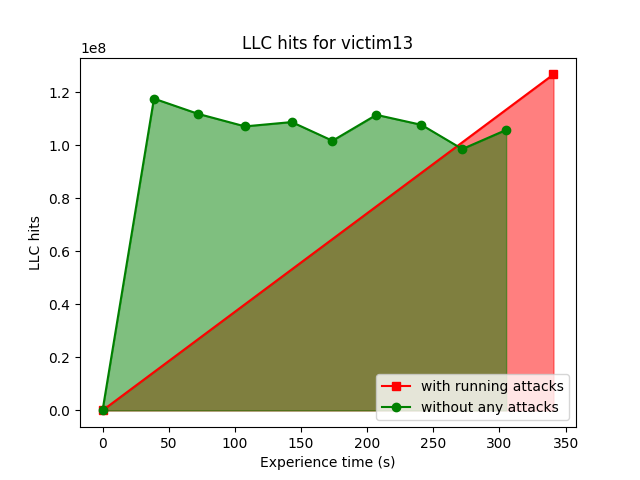 LLC hits for victim13
1e8
1.2
1.0
0.8
0.6
0.4
0.2
0.0
LLC hits
0
50
100
150
200
250
300
350
Experience time (s)
with running attacks
without any attacks